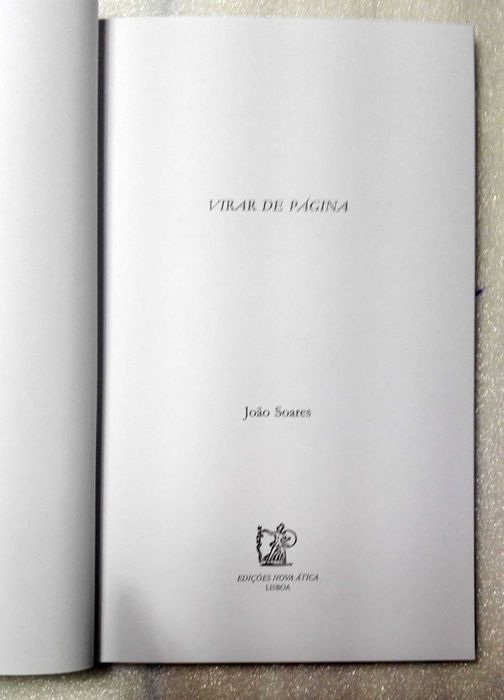 VIRAR DE PÁGINA
João Soares
EDIÇÕES NOVA ÁTICA
LISBOA